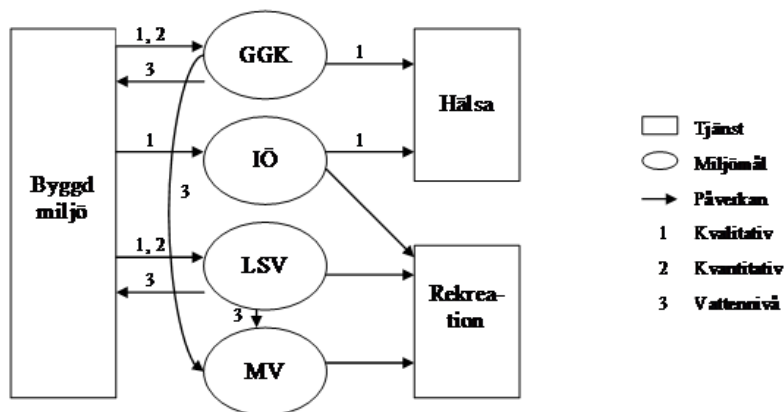 1, 2
GGK
1
3
Hälsa
1
IÖ
1
Byggd
miljö
3
1, 2
LSV
3
3
MV
Rekrea-
tion
Tjänst
Miljömål
Påverkan
1 Kvalitativ
2 Kvantitativ
3 Vattennivå